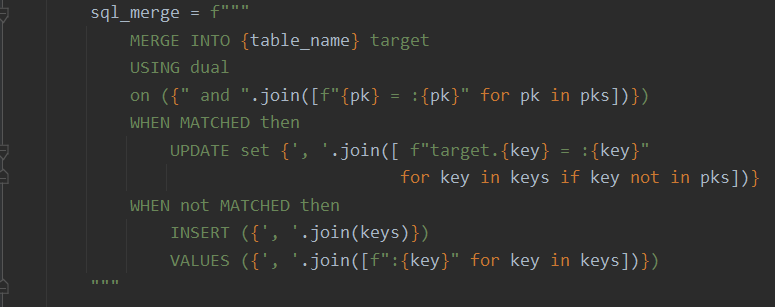 sql_merge = f"""
MERGE INTO {table_name} target
USING dual
on ({" and ".join([f"{pk} = :{pk}" for pk in pks])})
WHEN MATCHED then
UPDATE set {', '.join([ f"target.{key} = :{key}"
for key in keys if key not in pks])}
WHEN not MATCHED then
INSERT ({', '.join(keys)})
VALUES ({', '.join([f":{key}" for key in keys])})
"""